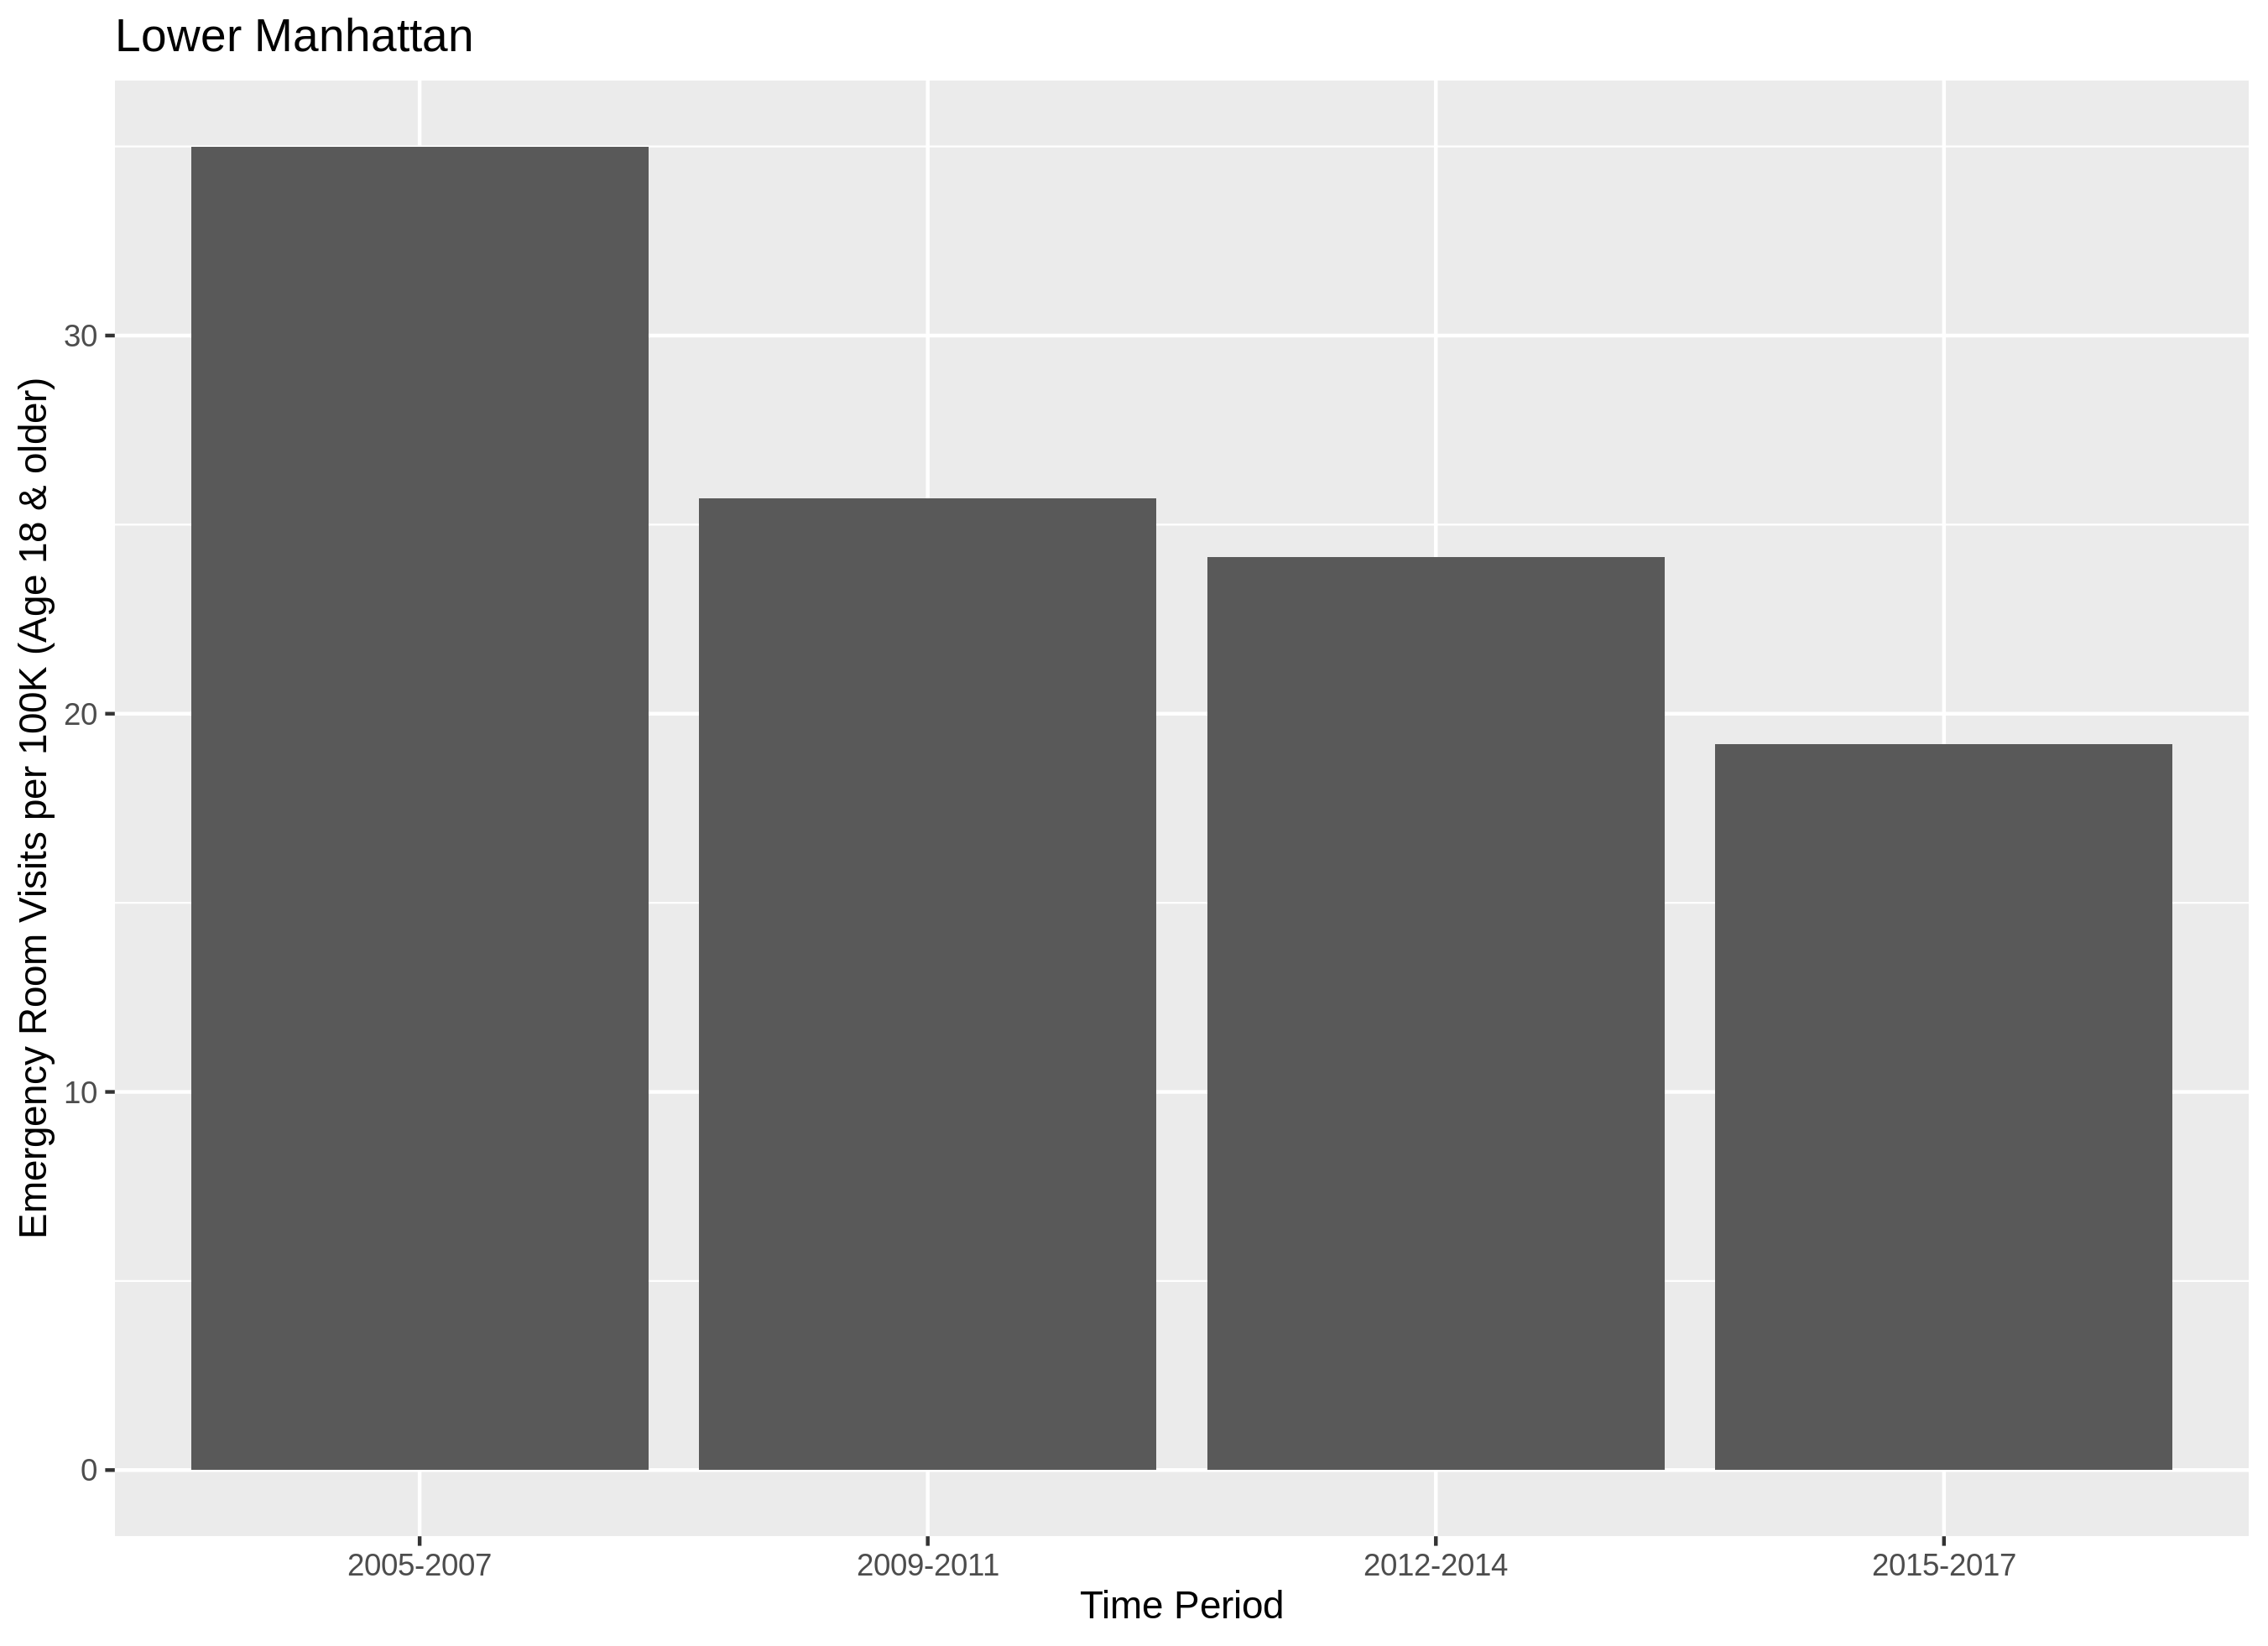 Lower Manhattan
Emergency Room Visits per 100K (Age 18 & older)
30
20
10
0
2005-2007 2009-2011 2012-2014 2015-2017
Time Period